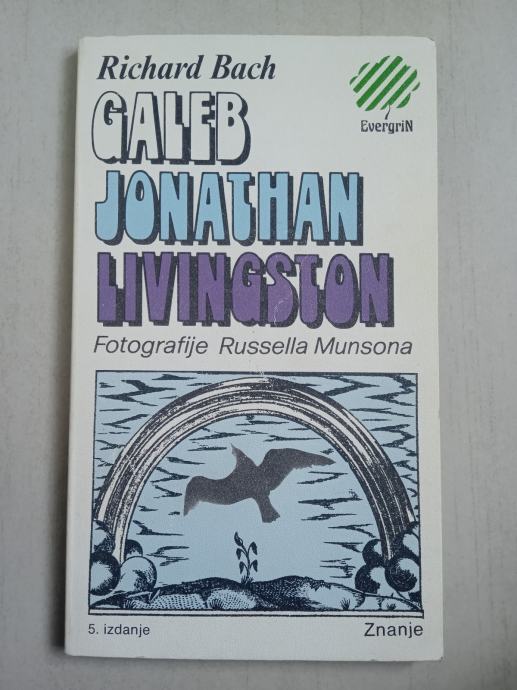 Richard Bach
EvergriN
GALEB
JONATHAN
LIVINGSTON
Fotografije Russella Munsona
5. izdanje
Znanje